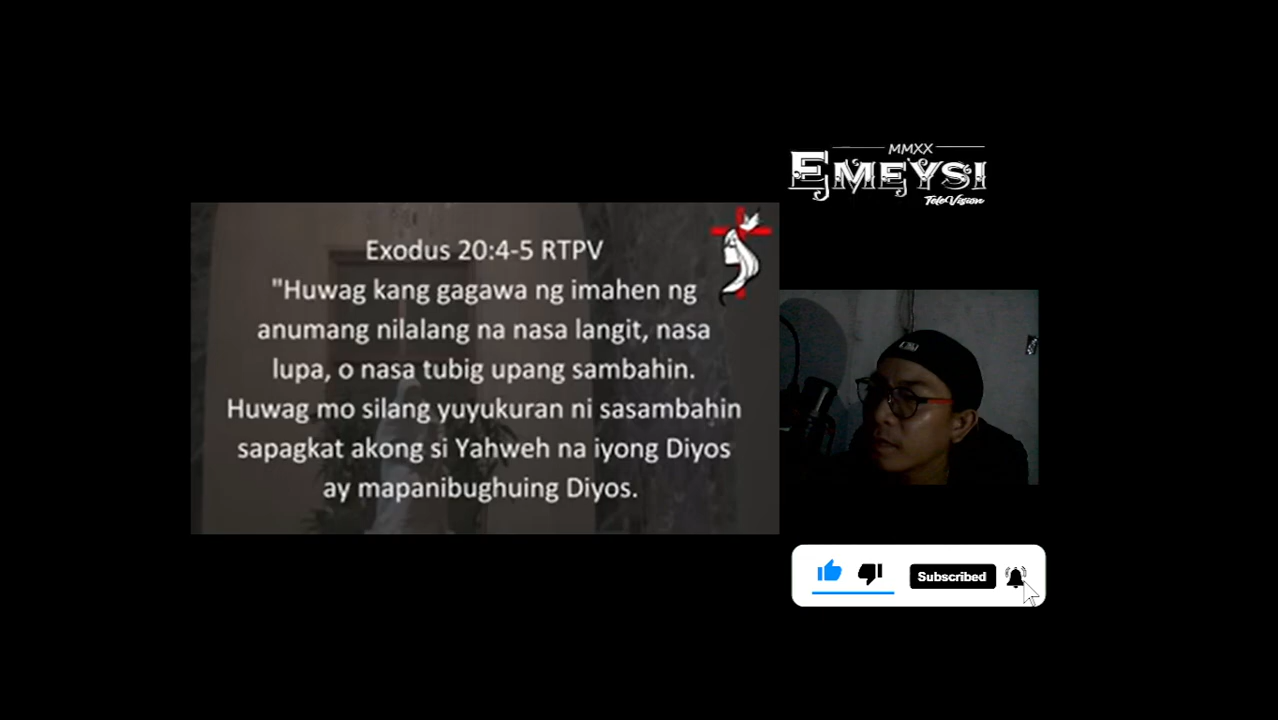 MMXX
EMEYSI
TeleVision
Exodus 20:4-5 RTPV
"Huwag kang gagawa ng imahen ng
anumang nilalang na nasa langit, nasa
lupa, o nasa tubig upang sambahin.
Huwag mo silang yuyukuran ni sasambahin
sapagkat akong si Yahweh na iyong Diyos
ay mapanibughuing Diyos.
Subscribed